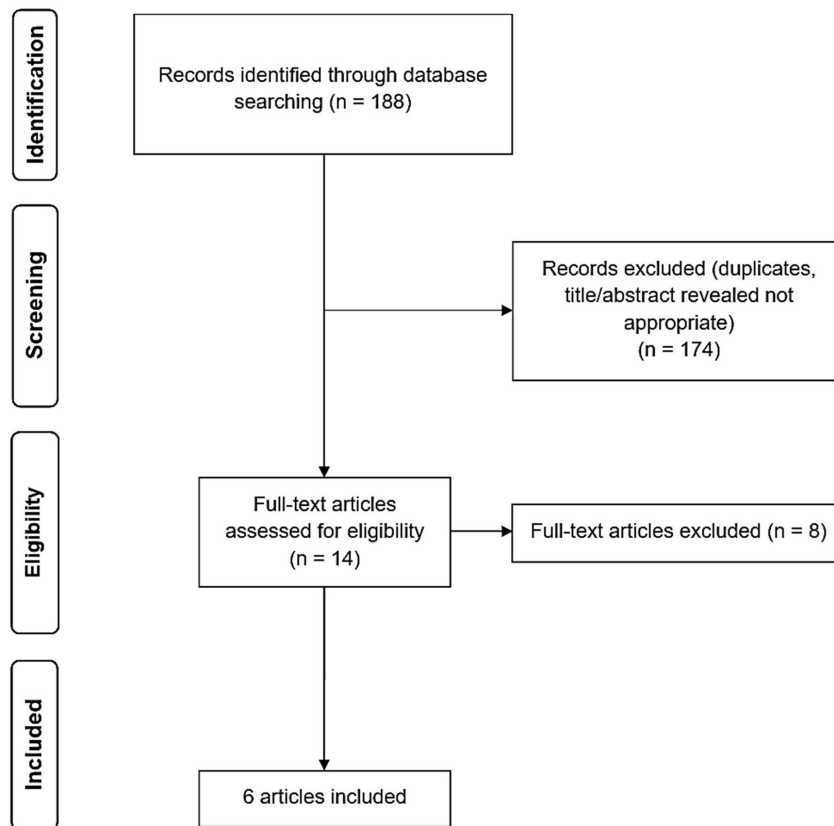 Identification
Records identified through database
searching (n = 188)
Screening
Records excluded (duplicates,
title/abstract revealed not
appropriate)
(n = 174)
Eligibility
Full-text articles
assessed for eligibility
(n = 14)
Full-text articles excluded (n = 8)
Included
6 articles included